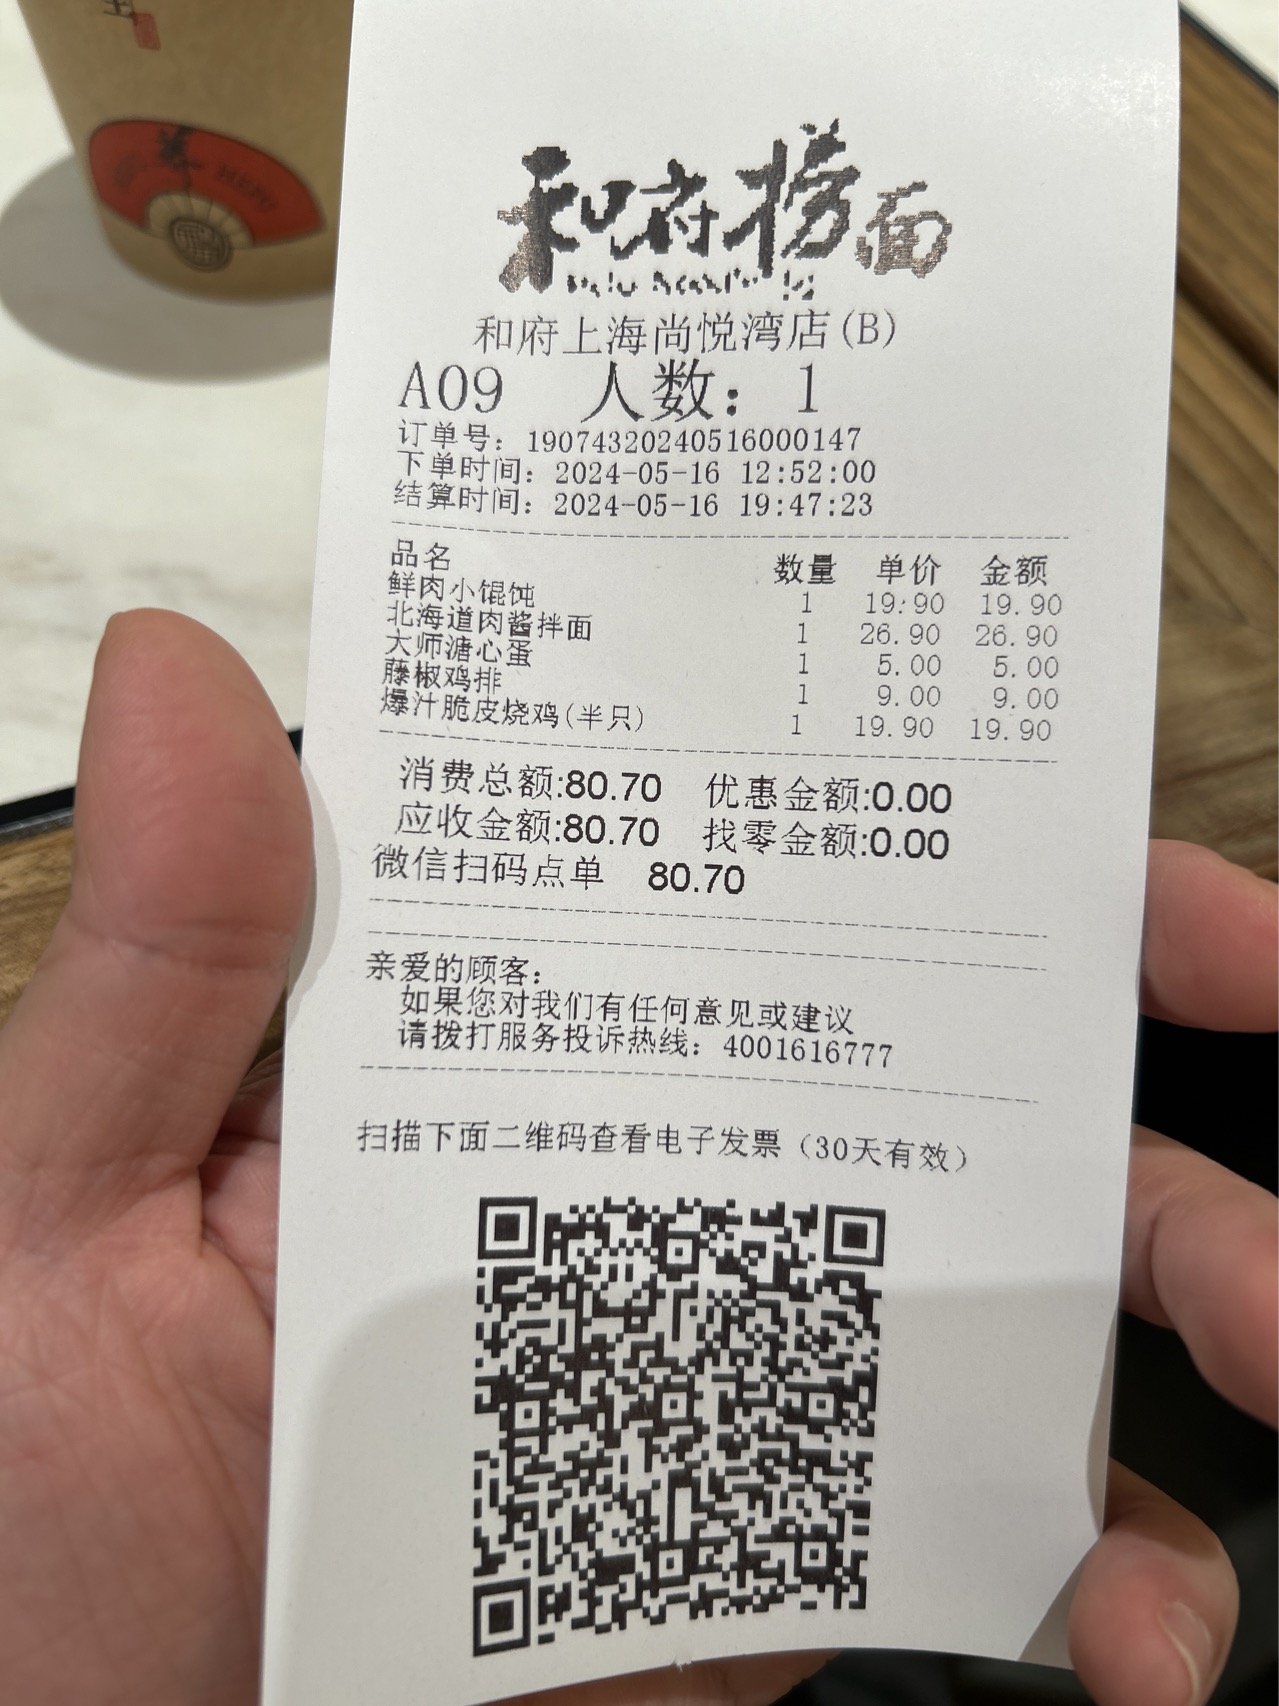 和府捞面
和府上海尚悦湾店(B)
A09 人数: 1
订单号: 19074320240516000147
下单时间: 2024-05-16 12:52:00
结算时间: 2024-05-16 19:47:23
品名 数量 单价 金额
鲜肉小馄饨 1 19.90 19.90
北海道肉酱拌面 1 26.90 26.90
大师溏心蛋 1 5.00 5.00
藤椒鸡排 1 9.00 9.00
爆汁脆皮烧鸡(半只) 1 19.90 19.90
消费总额:80.70 优惠金额:0.00
应收金额:80.70 找零金额:0.00
微信扫码点单 80.70
亲爱的顾客:
如果您对我们有任何意见或建议
请拨打服务投诉热线: 4001616777
扫描下面二维码查看电子发票（30天有效）